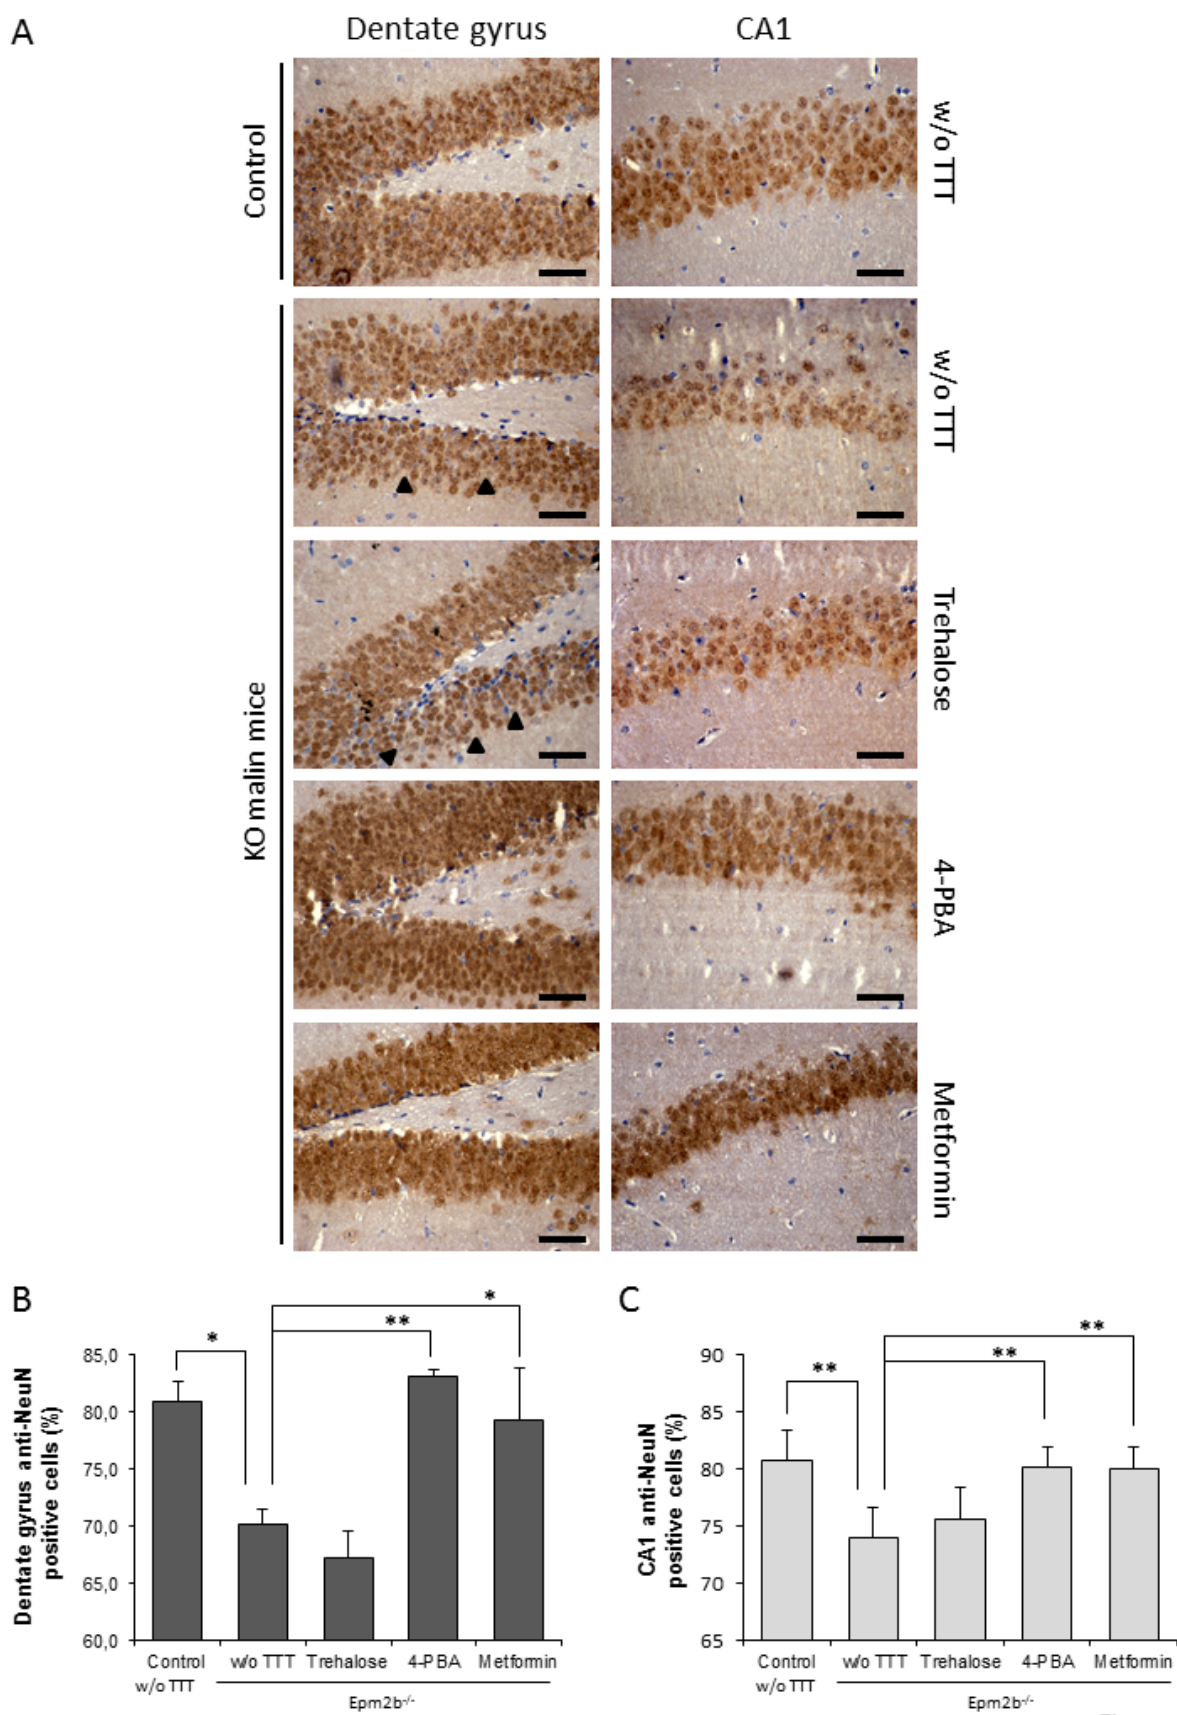 A
Dentate gyrus
CA1
Control
w/o TTT
KO malin mice
w/o TTT
Trehalose
4-PBA
Metformin
B
Dentate gyrus anti-NeuN
positive cells (%)
85,0
80,0
75,0
70,0
65,0
60,0
*
**
*
Control
w/o TTT
w/o TTT
Trehalose
4-PBA
Metformin
Epm2b-/-
C
CA1 anti-NeuN
positive cells (%)
90
85
80
75
70
65
**
**
**
Control
w/o TTT
w/o TTT
Trehalose
4-PBA
Metformin
Epm2b-/-